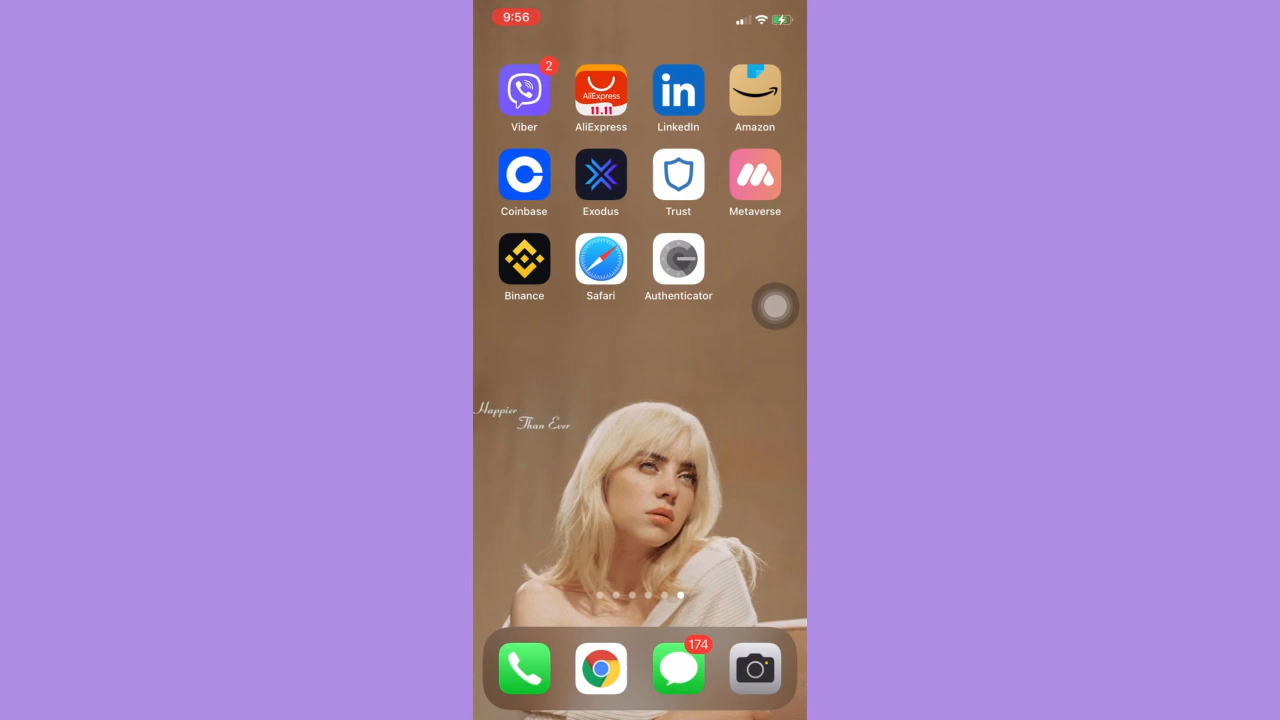 9:56
2
AliExpress
11.11
in
Viber
AliExpress
LinkedIn
Amazon
Coinbase
Exodus
Trust
Metaverse
Binance
Safari
Authenticator
Happier
Than Ever
174